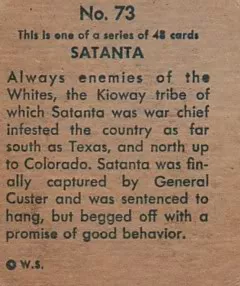 No. 73
This is one of a series of 48 cards
SATANTA
Always enemies of the
Whites, the Kioway tribe of
which Satanta was war chief
infested the country as far
south as Texas, and north up
to Colorado. Satanta was fin-
ally captured by General
Custer and was sentenced to
hang, but begged off with a
promise of good behavior.
© W.S.